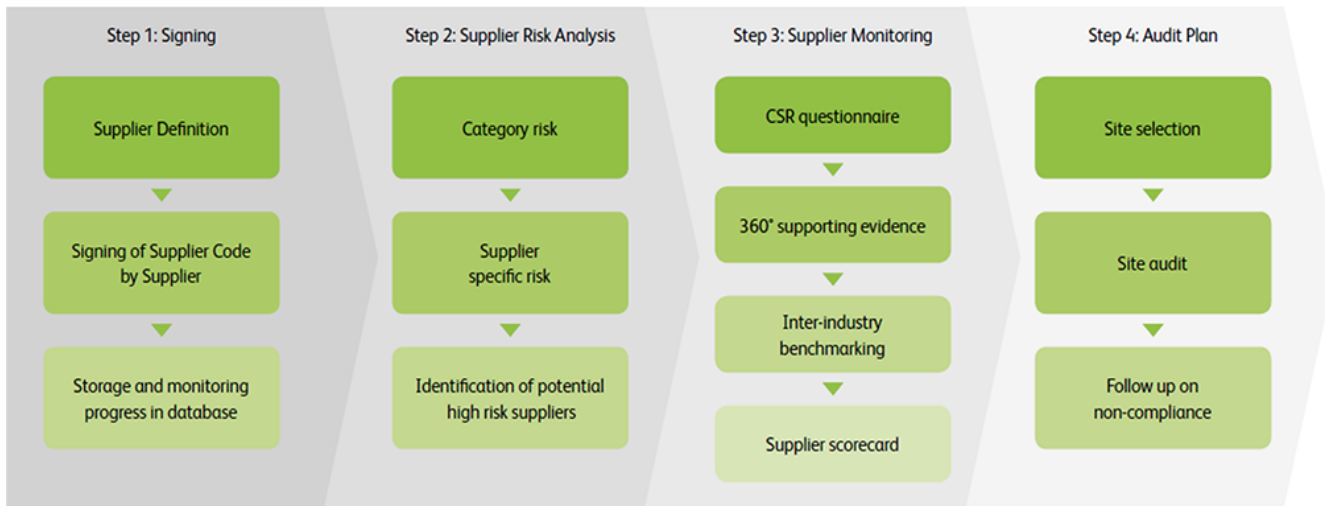 Step 1: Signing
Supplier Definition
Signing of Supplier Code
by Supplier
Storage and monitoring
progress in database
Step 2: Supplier Risk Analysis
Category risk
Supplier
specific risk
Identification of potential
high risk suppliers
Step 3: Supplier Monitoring
CSR questionnaire
360° supporting evidence
Inter-industry
benchmarking
Supplier scorecard
Step 4: Audit Plan
Site selection
Site audit
Follow up on
non-compliance